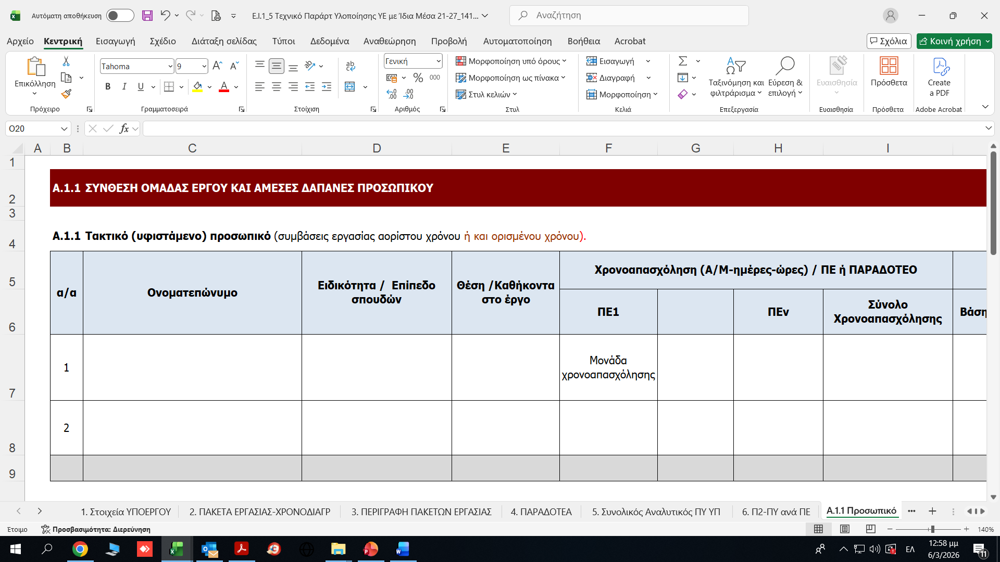 Αυτόματη αποθήκευση
E.I.1_5 Τεχνικό Παράρτ Υλοποίησης ΥΕ με Ίδια Μέσα 21-27_141...
Αναζήτηση
Αρχείο Κεντρική Εισαγωγή Σχέδιο Διάταξη σελίδας Τύποι Δεδομένα Αναθεώρηση Προβολή Αυτοματοποίηση Βοήθεια Acrobat
Σχόλια
Κοινή χρήση
Επικόλληση
Πρόχειρο
Tahoma 9
B I U A
Γραμματοσειρά
ab
Στοίχιση
Γενική
% 000
Αριθμός
Μορφοποίηση υπό όρους
Μορφοποίηση ως πίνακα
Στυλ κελιών
Στυλ
Εισαγωγή
Διαγραφή
Μορφοποίηση
Κελιά
Ταξινόμηση και φιλτράρισμα
Εύρεση & επιλογή
Επεξεργασία
Ευαισθησία
Ευαισθησία
Πρόσθετα
Πρόσθετα
Create a PDF
Adobe Acrobat
O20
fx
A B C D E F G H I
1
2 A.1.1 ΣΥΝΘΕΣΗ ΟΜΑΔΑΣ ΕΡΓΟΥ ΚΑΙ ΑΜΕΣΕΣ ΔΑΠΑΝΕΣ ΠΡΟΣΩΠΙΚΟΥ
3
4 A.1.1 Τακτικό (υφιστάμενο) προσωπικό (συμβάσεις εργασίας αορίστου χρόνου ή και ορισμένου χρόνου).
5
6
α/α
Ονοματεπώνυμο
Ειδικότητα / Επίπεδο
σπουδών
Θέση /Καθήκοντα
στο έργο
Χρονοαπασχόληση (Α/Μ-ημέρες-ώρες) / ΠΕ ή ΠΑΡΑΔΟΤΕΟ
ΠΕ1
ΠΕν
Σύνολο
Χρονοαπασχόλησης
Βάση
7
1
Μονάδα
χρονοαπασχόλησης
8
2
9
1. Στοιχεία ΥΠΟΕΡΓΟΥ 2. ΠΑΚΕΤΑ ΕΡΓΑΣΙΑΣ-ΧΡΟΝΟΔΙΑΓΡ 3. ΠΕΡΙΓΡΑΦΗ ΠΑΚΕΤΩΝ ΕΡΓΑΣΙΑΣ 4. ΠΑΡΑΔΟΤΕΑ 5. Συνολικός Αναλυτικός ΠΥ ΥΠ 6. Π2-ΠΥ ανά ΠΕ Α.1.1 Προσωπικό
Έτοιμο
Προσβασιμότητα: Διερεύνηση
140%
ΕΛ
12:58 μμ
6/3/2026
11